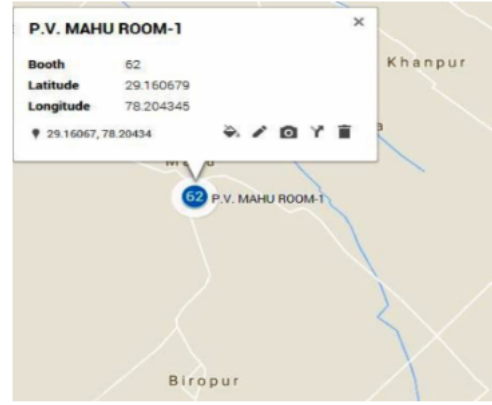 P.V. MAHU ROOM-1
Booth 62
Latitude 29.160679
Longitude 78.204345
29.16067, 78.20434
Khanpur
62 P.V. MAHU ROOM-1
Biropur